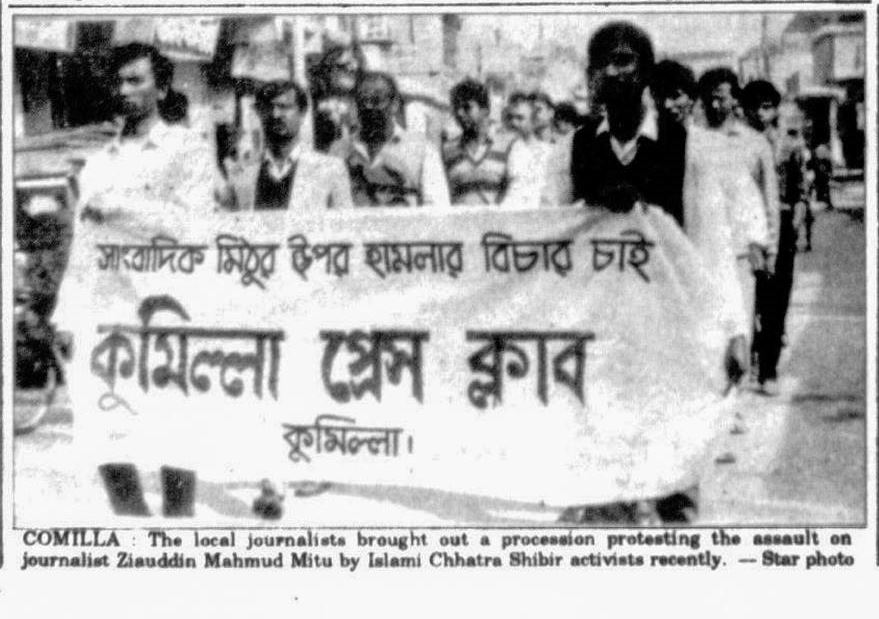 সাংবাদিক মিঠুর উপর হামলার বিচার চাই
কুমিল্লা প্রেস ক্লাব
কুমিল্লা।
COMILLA : The local journalists brought out a procession protesting the assault on
journalist Ziauddin Mahmud Mitu by Islami Chhatra Shibir activists recently. — Star photo